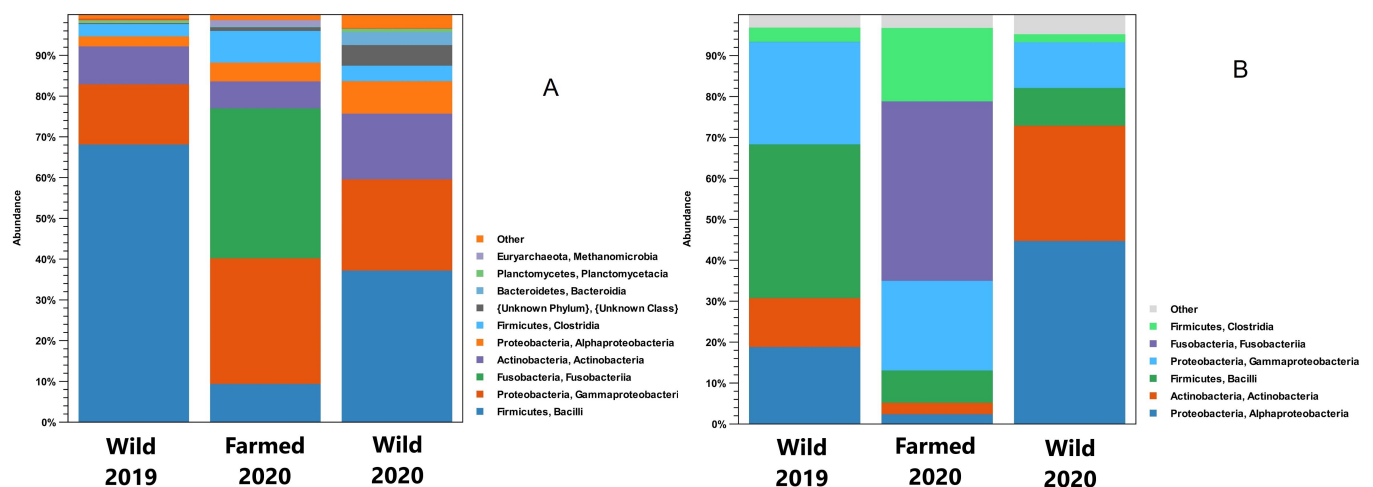 A
Abundance
90%
80%
70%
60%
50%
40%
30%
20%
10%
0%
Other
Euryarchaeota, Methanomicrobia
Planctomycetes, Planctomycetacia
Bacteroidetes, Bacteroidia
{Unknown Phylum}, {Unknown Class}
Firmicutes, Clostridia
Proteobacteria, Alphaproteobacteria
Actinobacteria, Actinobacteria
Fusobacteria, Fusobacteriia
Proteobacteria, Gammaproteobacteri
Firmicutes, Bacilli
Wild 2019
Farmed 2020
Wild 2020
B
Abundance
90%
80%
70%
60%
50%
40%
30%
20%
10%
0%
Other
Firmicutes, Clostridia
Fusobacteria, Fusobacteriia
Proteobacteria, Gammaproteobacteria
Firmicutes, Bacilli
Actinobacteria, Actinobacteria
Proteobacteria, Alphaproteobacteria
Wild 2019
Farmed 2020
Wild 2020